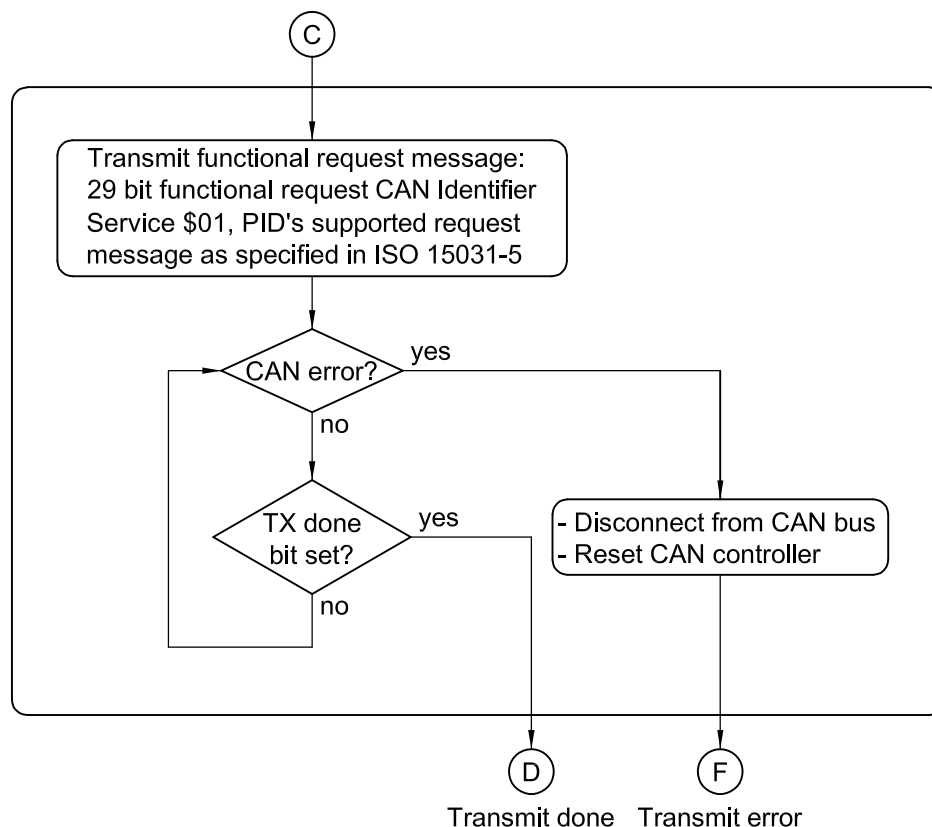 C
Transmit functional request message:
29 bit functional request CAN Identifier
Service $01, PID's supported request
message as specified in ISO 15031-5
CAN error?
yes
no
TX done
bit set?
yes
no
- Disconnect from CAN bus
- Reset CAN controller
D
F
Transmit done
Transmit error